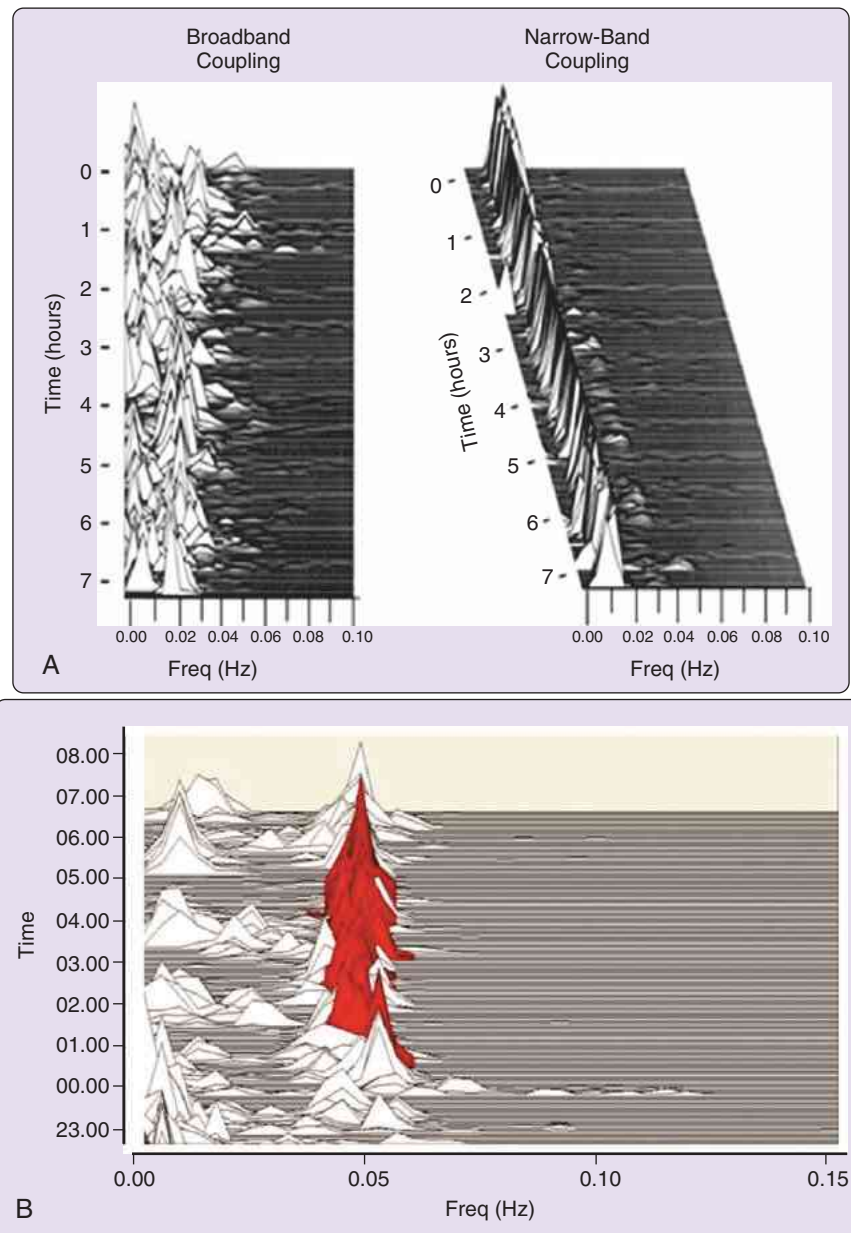 Broadband
Coupling
Narrow-Band
Coupling
Time (hours)
0
1
2
3
4
5
6
7
0.00 0.02 0.04 0.06 0.08 0.10
Freq (Hz)
Time (hours)
0
1
2
3
4
5
6
7
0.00 0.02 0.04 0.06 0.08 0.10
Freq (Hz)
A
Time
08.00
07.00
06.00
05.00
04.00
03.00
02.00
01.00
00.00
23.00
0.00 0.05 0.10 0.15
Freq (Hz)
B